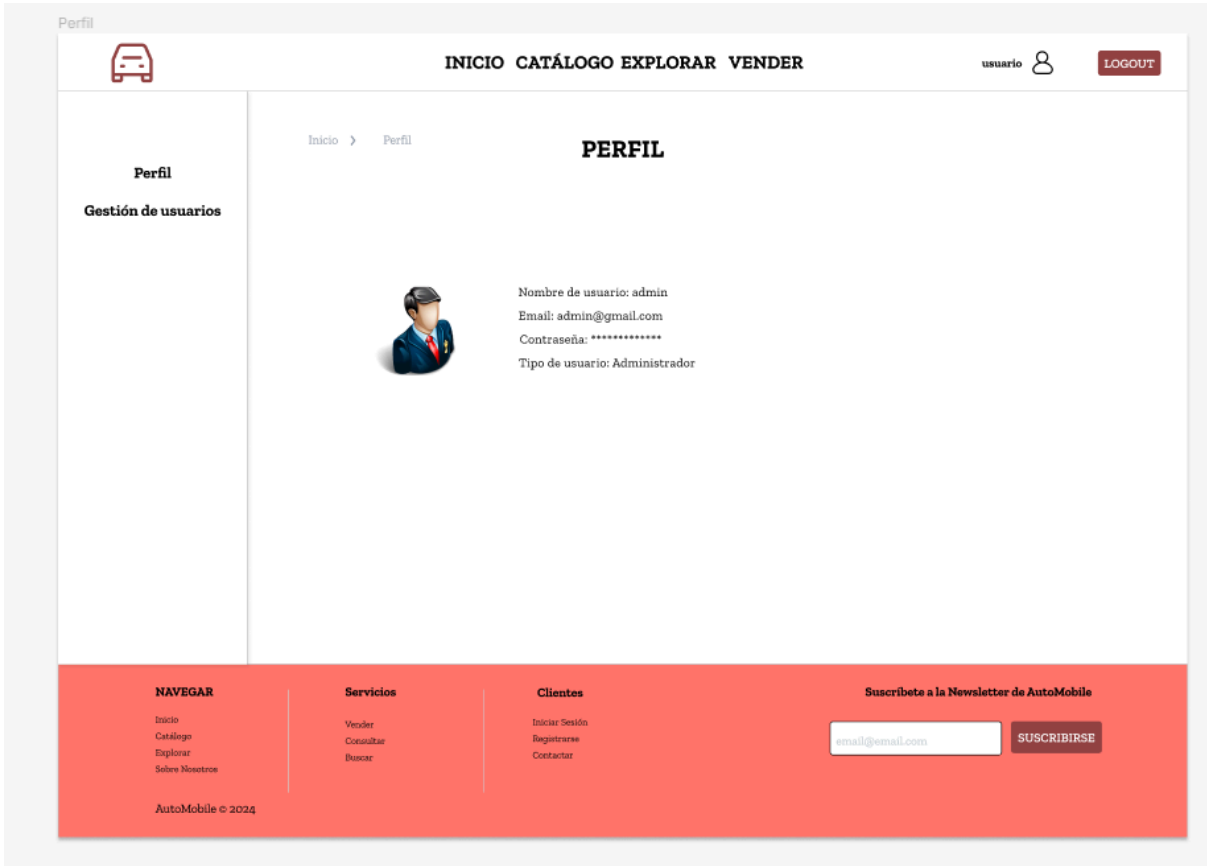 Perfil
INICIO CATÁLOGO EXPLORAR VENDER
usuario
LOGOUT
Perfil
Gestión de usuarios
Inicio ❯ Perfil
PERFIL
Nombre de usuario: admin
Email: admin@gmail.com
Contraseña: *************
Tipo de usuario: Administrador
NAVEGAR
Inicio
Catálogo
Explorar
Sobre Nosotros
Servicios
Vender
Consultar
Buscar
Clientes
Iniciar Sesión
Registrarse
Contactar
Suscríbete a la Newsletter de AutoMobile
email@email.com
SUSCRIBIRSE
AutoMobile © 2024